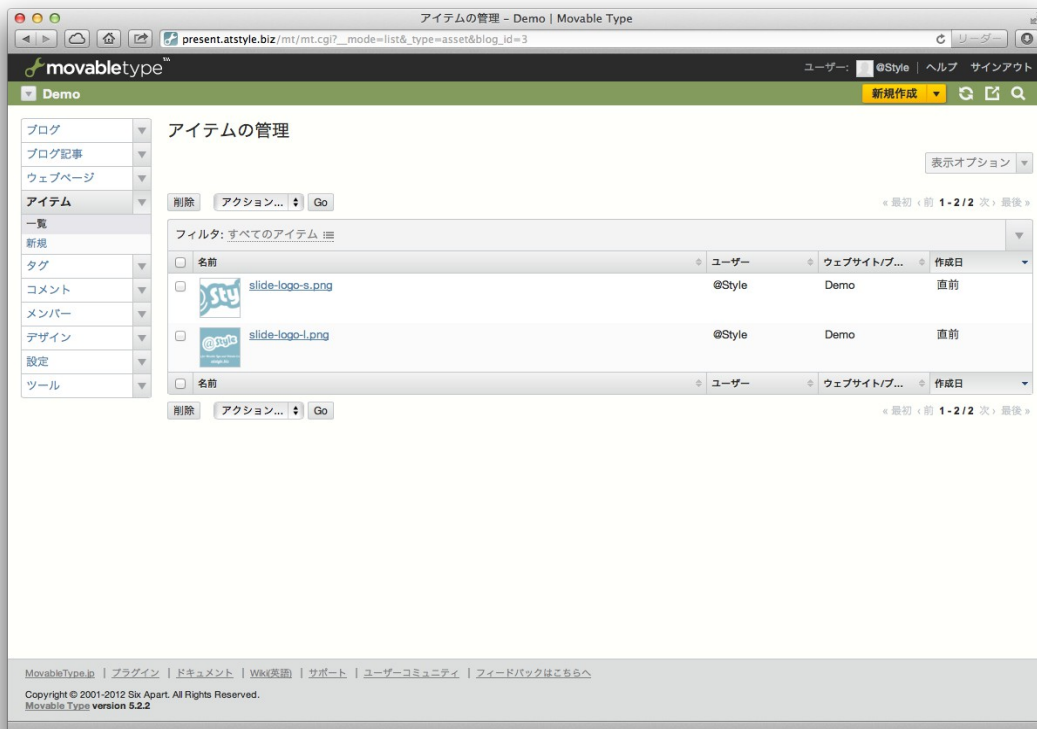 アイテムの管理 – Demo | Movable Type
present.atstyle.biz/mt/mt.cgi?__mode=list&_type=asset&blog_id=3
リーダー
movabletype™
ユーザー: @Style | ヘルプ サインアウト
Demo
新規作成
ブログ
ブログ記事
ウェブページ
アイテム
一覧
新規
タグ
コメント
メンバー
デザイン
設定
ツール
アイテムの管理
表示オプション
削除 アクション... Go
« 最初 ‹ 前 1 - 2 / 2 次 › 最後 »
フィルタ: すべてのアイテム
名前 ユーザー ウェブサイト/ブ... 作成日
Sty slide-logo-s.png @Style Demo 直前
@Style slide-logo-l.png @Style Demo 直前
名前 ユーザー ウェブサイト/ブ... 作成日
削除 アクション... Go
« 最初 ‹ 前 1 - 2 / 2 次 › 最後 »
MovableType.jp | プラグイン | ドキュメント | Wiki(英語) | サポート | ユーザーコミュニティ | フィードバックはこちらへ
Copyright © 2001-2012 Six Apart. All Rights Reserved.
Movable Type version 5.2.2